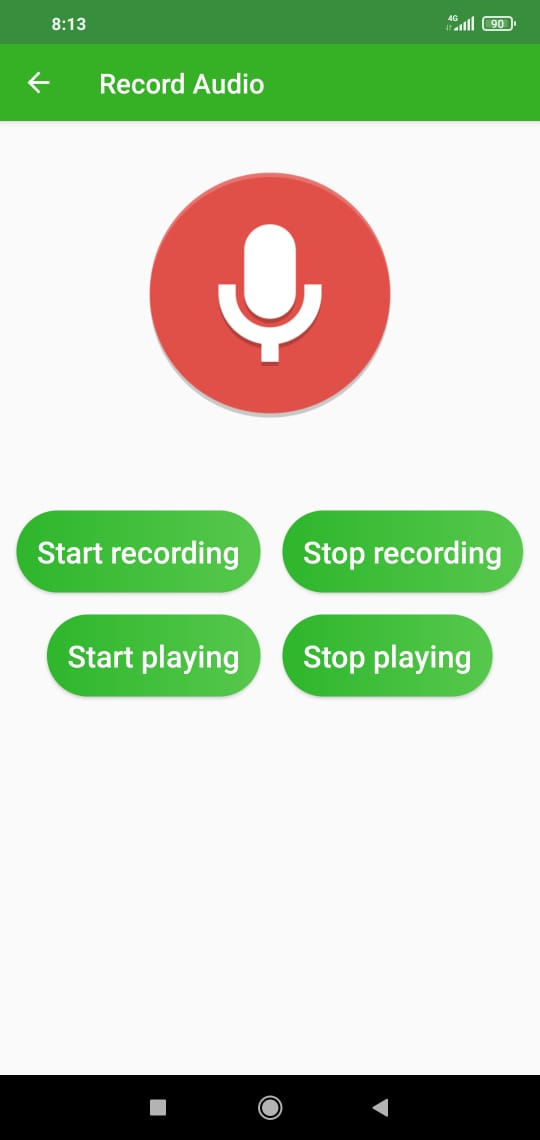 8:13
4G
90
Record Audio
Start recording
Stop recording
Start playing
Stop playing